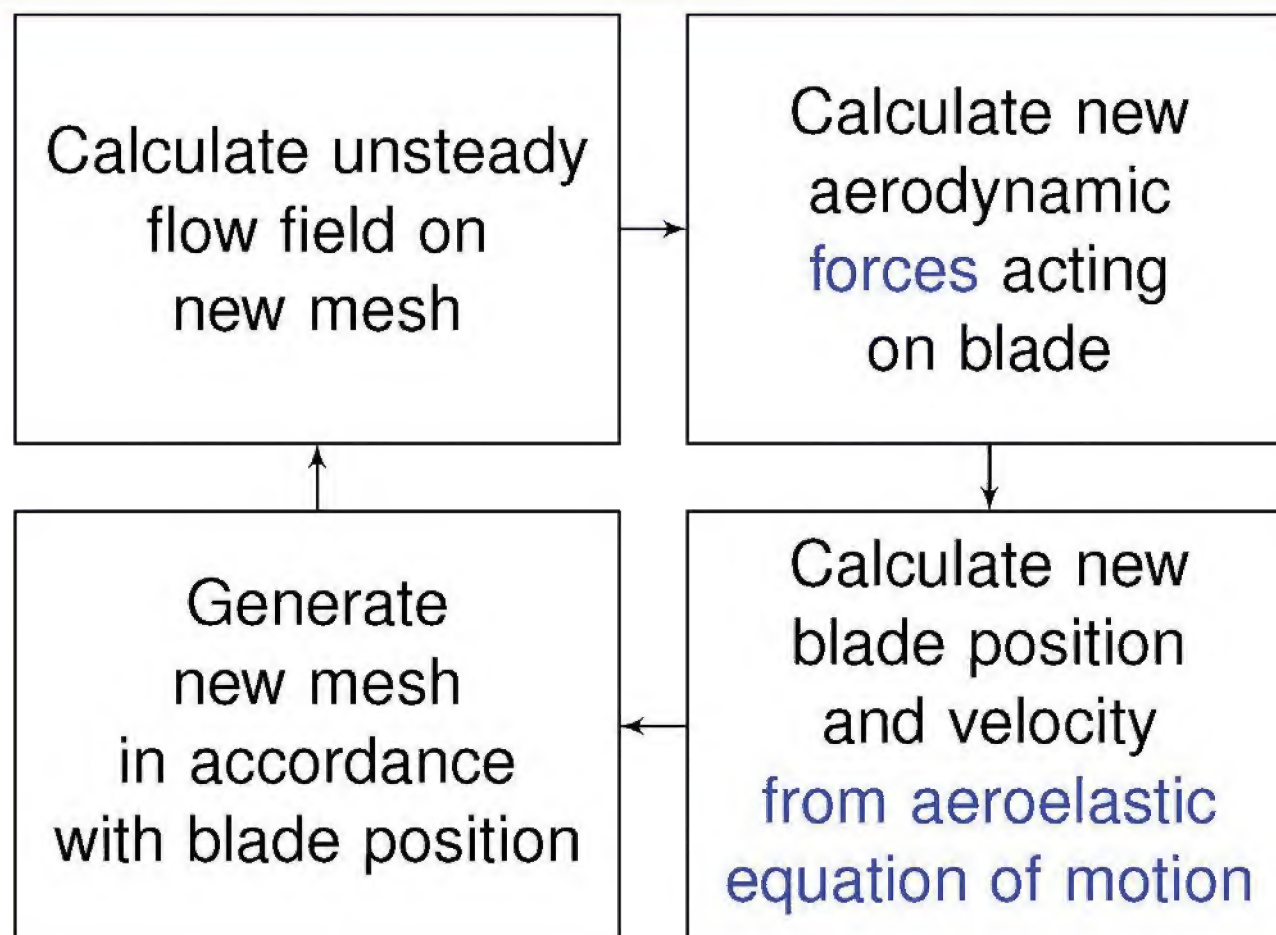 Calculate unsteady
flow field on
new mesh
Calculate new
aerodynamic
forces acting
on blade
Calculate new
blade position
and velocity
from aeroelastic
equation of motion
Generate
new mesh
in accordance
with blade position